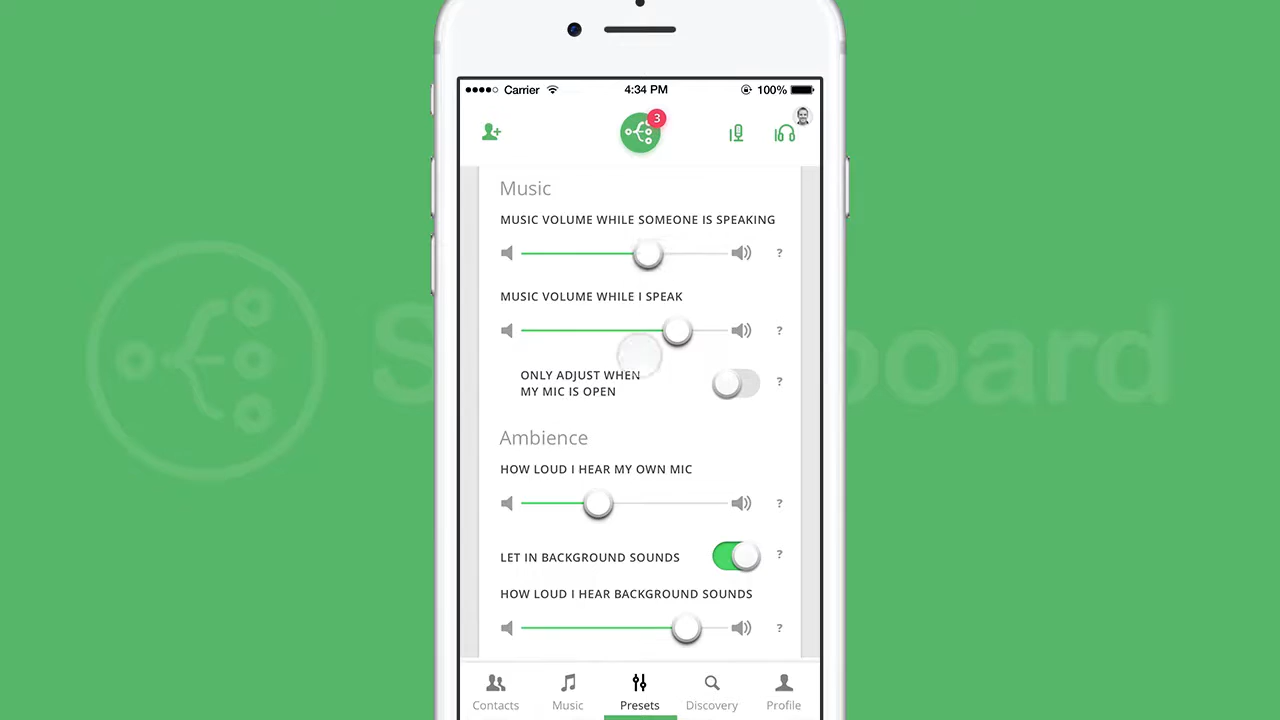 Carrier 4:34 PM 100%
3
Music
MUSIC VOLUME WHILE SOMEONE IS SPEAKING
?
MUSIC VOLUME WHILE I SPEAK
?
ONLY ADJUST WHEN
MY MIC IS OPEN
?
Ambience
HOW LOUD I HEAR MY OWN MIC
?
LET IN BACKGROUND SOUNDS
?
HOW LOUD I HEAR BACKGROUND SOUNDS
?
Contacts Music Presets Discovery Profile